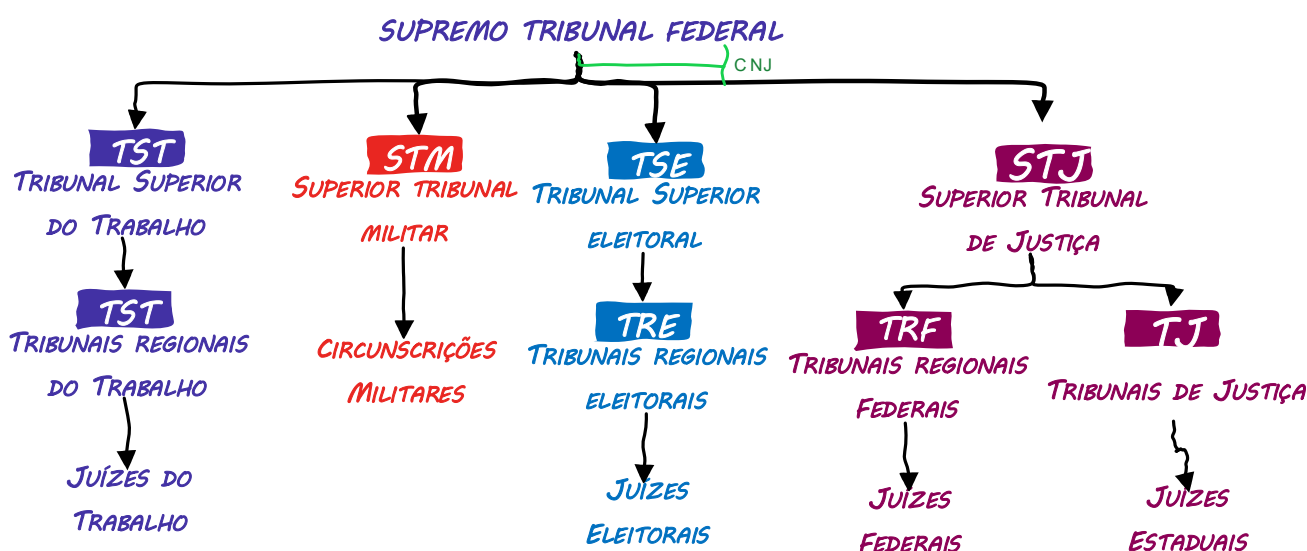 SUPREMO TRIBUNAL FEDERAL
CNJ
TST
TRIBUNAL SUPERIOR
DO TRABALHO
STM
SUPERIOR TRIBUNAL
MILITAR
TSE
TRIBUNAL SUPERIOR
ELEITORAL
STJ
SUPERIOR TRIBUNAL
DE JUSTIÇA
TST
TRIBUNAIS REGIONAIS
DO TRABALHO
CIRCUNSCRIÇÕES
MILITARES
TRE
TRIBUNAIS REGIONAIS
ELEITORAIS
TRF
TRIBUNAIS REGIONAIS
FEDERAIS
TJ
TRIBUNAIS DE JUSTIÇA
JUÍZES DO
TRABALHO
JUÍZES
ELEITORAIS
JUÍZES
FEDERAIS
JUÍZES
ESTADUAIS